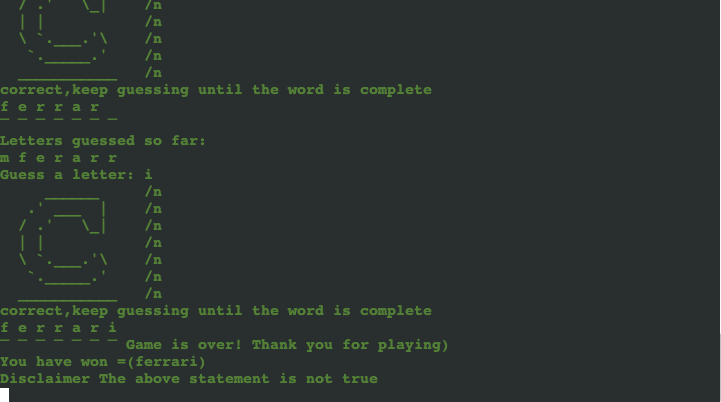 / .'   \_|    /n
| |           /n
\ `.___.'\    /n
 `._____.'    /n
___________   /n
correct,keep guessing until the word is complete
f e r r a r
_ _ _ _ _ _ _
Letters guessed so far:
m f e r a r r
Guess a letter: i
   ______     /n
 .' ___  |    /n
/ .'   \_|    /n
| |           /n
\ `.___.'\    /n
 `._____.'    /n
___________   /n
correct,keep guessing until the word is complete
f e r r a r i
_ _ _ _ _ _ _ Game is over! Thank you for playing)
You have won =(ferrari)
Disclaimer The above statement is not true